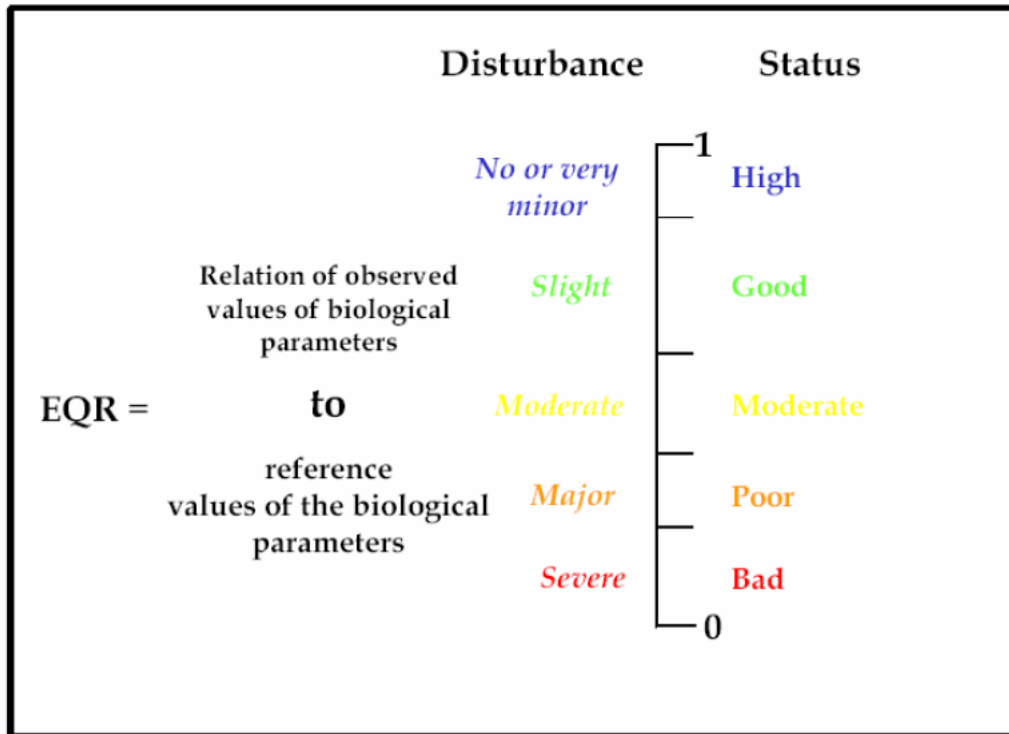 Disturbance Status
1
No or very
minor
High
Relation of observed
values of biological
parameters
Slight
Good
EQR =
to
Moderate
Moderate
reference
values of the biological
parameters
Major
Poor
Severe
Bad
0